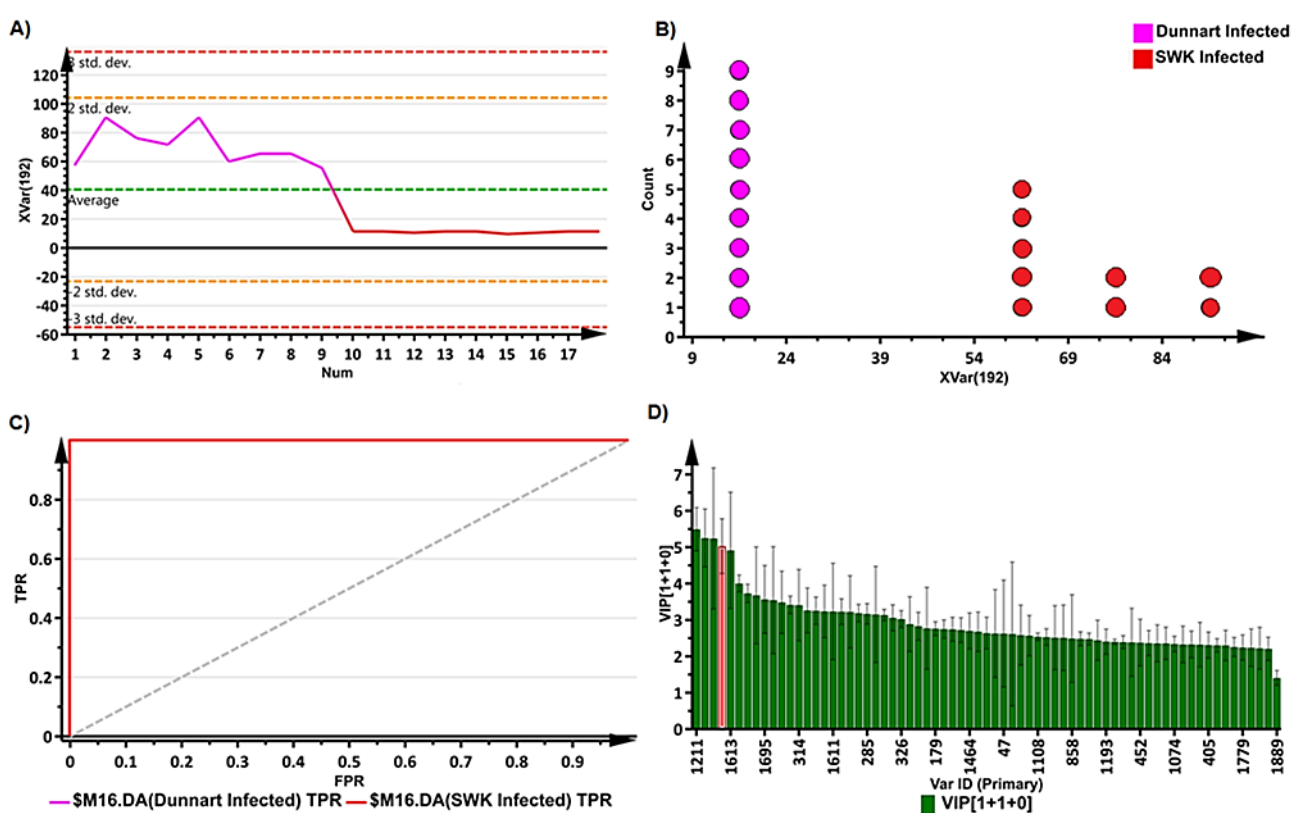 A)
3 std. dev.
120
100
2 std. dev.
80
60
40
Average
20
0
-20
-2 std. dev.
-40
-3 std. dev.
-60
XVar(192)
1 2 3 4 5 6 7 8 9 10 11 12 13 14 15 16 17
Num
B)
Dunnart Infected
SWK Infected
9
8
7
6
5
4
3
2
1
0
Count
9 24 39 54 69 84
XVar(192)
C)
0.8
0.6
0.4
0.2
0
TPR
0 0.1 0.2 0.3 0.4 0.5 0.6 0.7 0.8 0.9
FPR
$M16.DA(Dunnart Infected) TPR $M16.DA(SWK Infected) TPR
D)
7
6
5
4
3
2
1
0
VIP[1+1+0]
1211 1613 1695 314 1611 285 326 179 1464 47 1108 858 1193 452 1074 405 1779 1889
Var ID (Primary)
VIP[1+1+0]